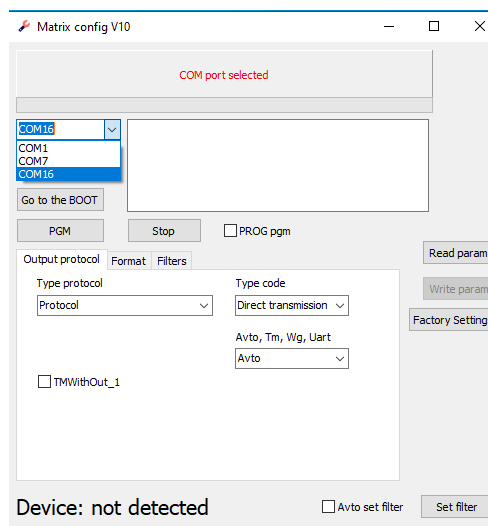 Matrix config V10
COM port selected
COM16
COM1
COM7
COM16
Go to the BOOT
PGM
Stop
PROG pgm
Read param
Write param
Factory Setting
Output protocol
Format
Filters
Type protocol
Type code
Protocol
Direct transmission
Avto, Tm, Wg, Uart
Avto
TMWithOut_1
Device: not detected
Avto set filter
Set filter